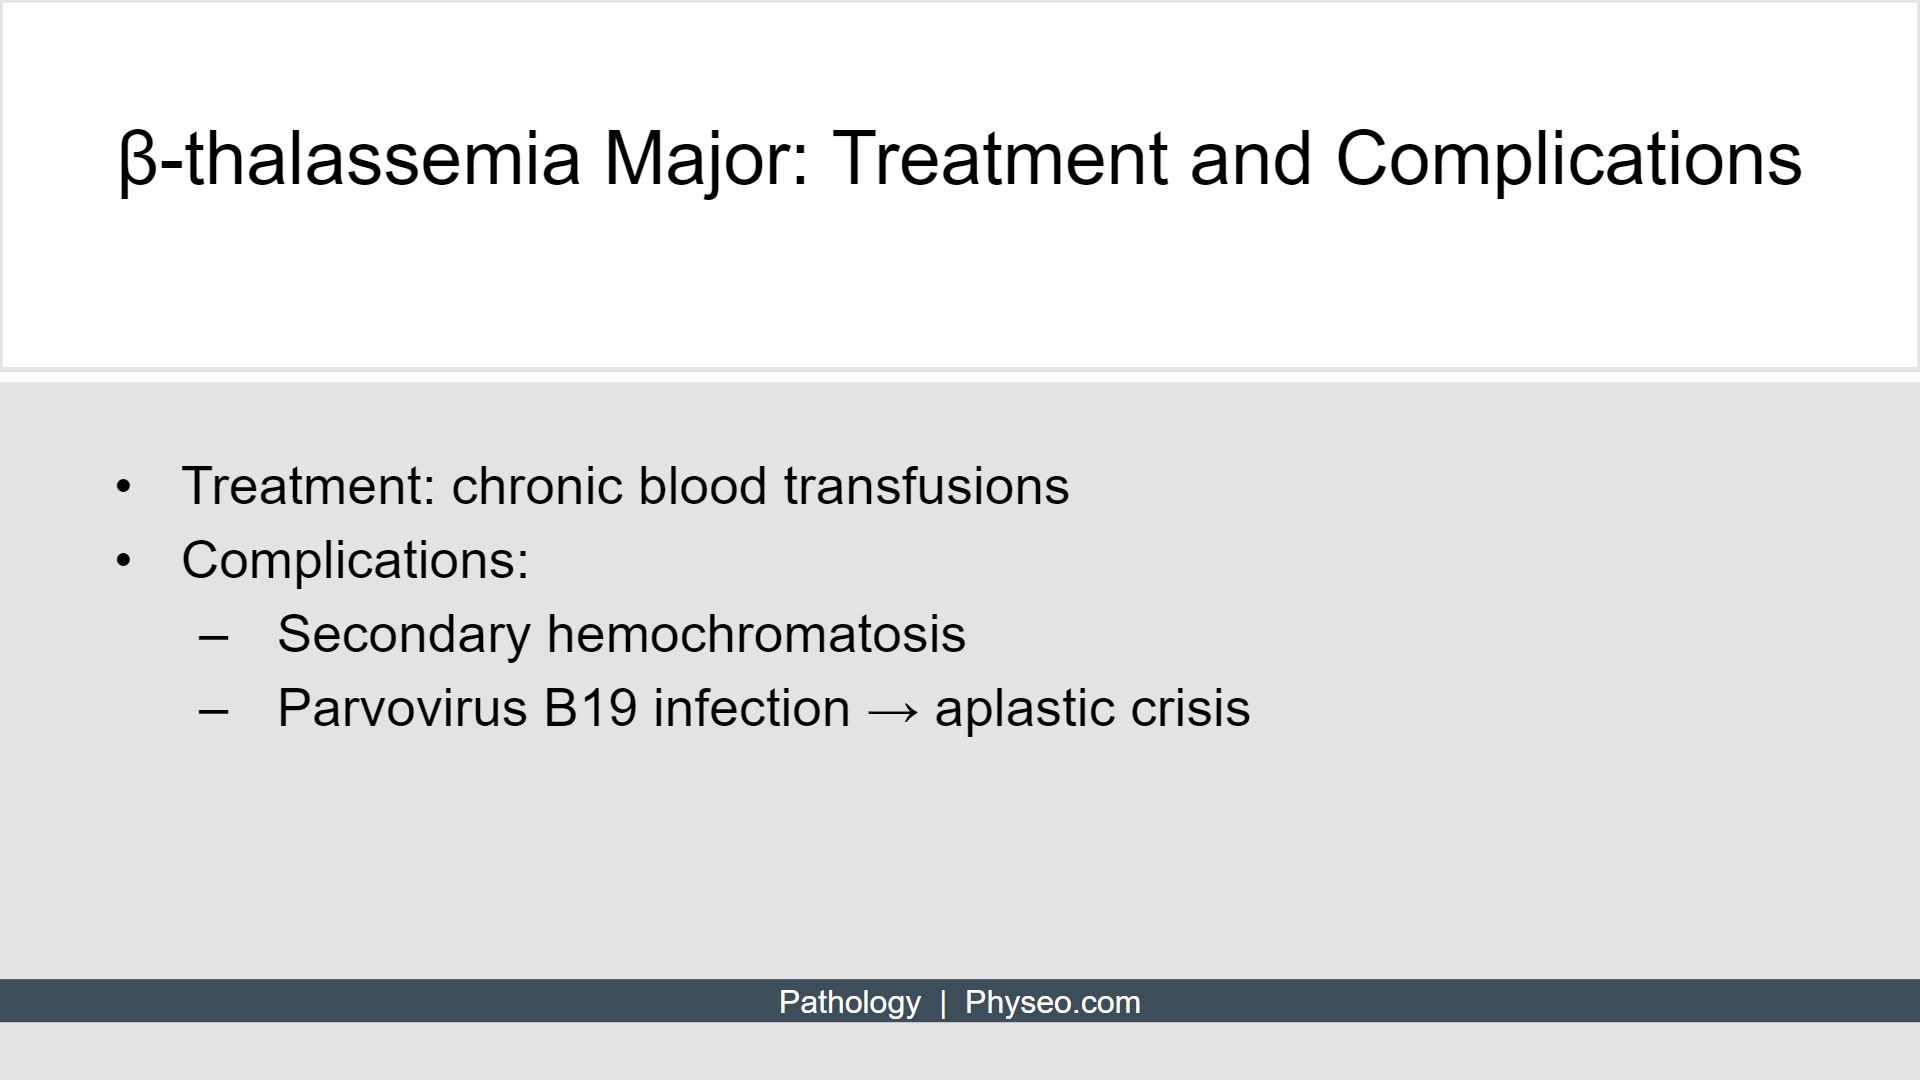 β-thalassemia Major: Treatment and Complications
• Treatment: chronic blood transfusions
• Complications:
– Secondary hemochromatosis
– Parvovirus B19 infection → aplastic crisis
Pathology | Physeo.com